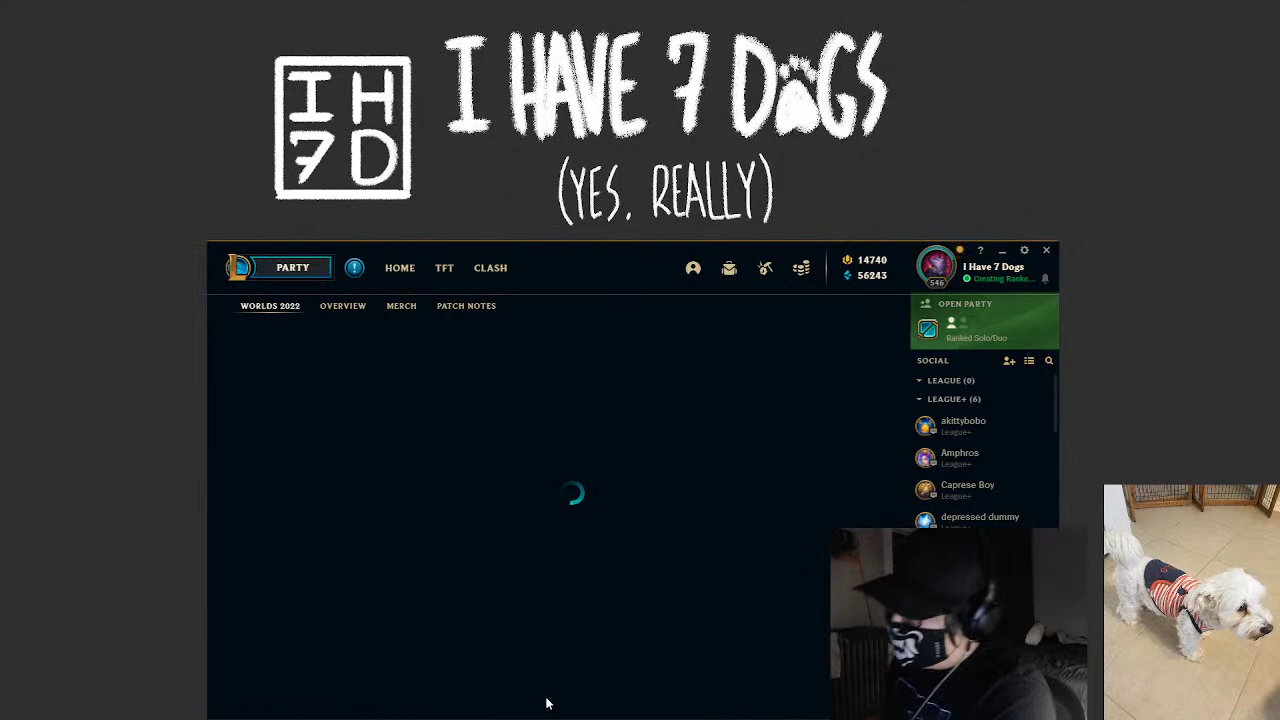 I HAVE 7 DOGS
IH
7D
(YES. REALLY)
PARTY
HOME
TFT
CLASH
14740
56243
?
546
I Have 7 Dogs
Creating Ranke...
WORLDS 2022
OVERVIEW
MERCH
PATCH NOTES
OPEN PARTY
Ranked Solo/Duo
SOCIAL
LEAGUE (0)
LEAGUE+ (6)
akittybobo
League+
Amphros
League+
Caprese Boy
League+
depressed dummy